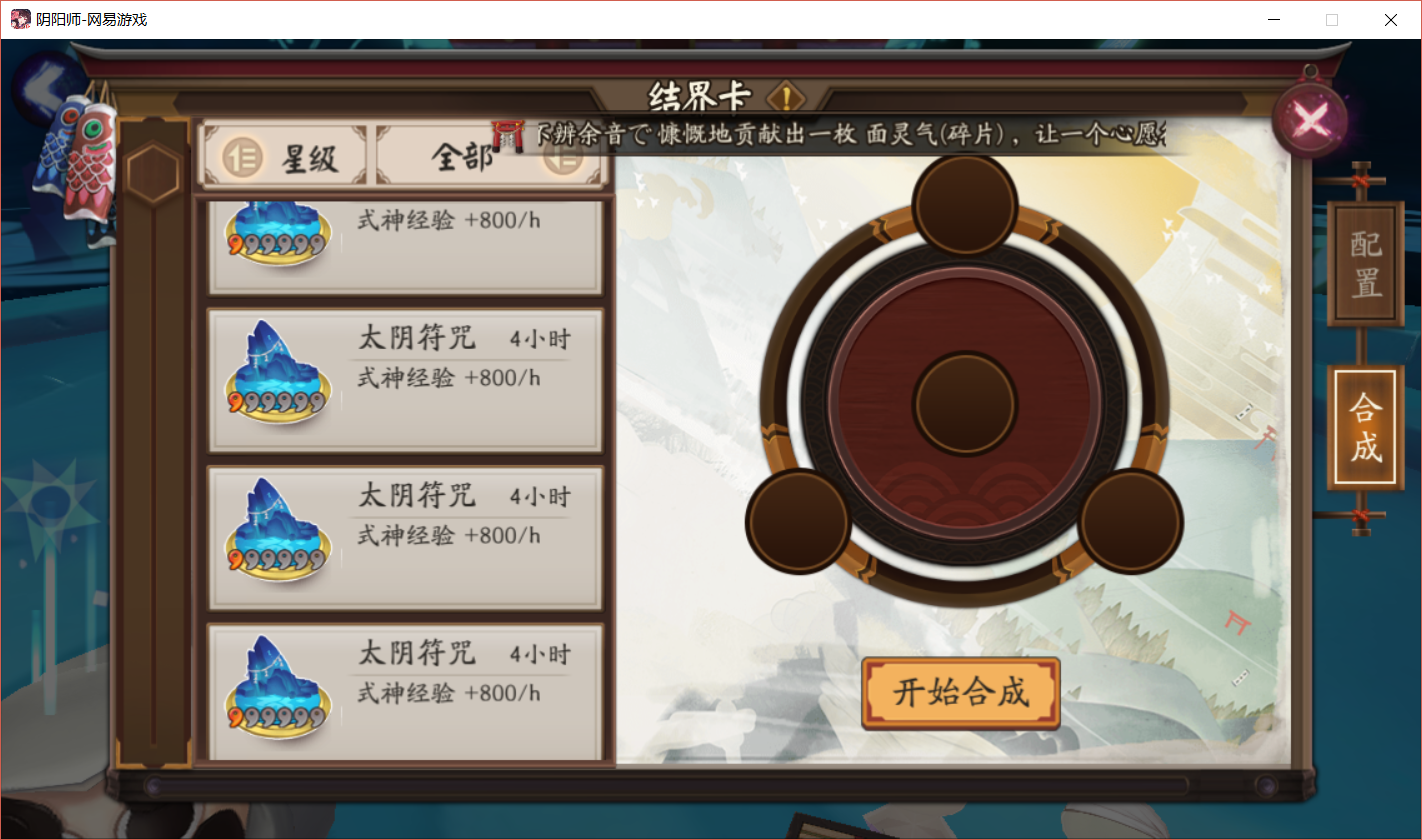 阴阳师-网易游戏
结界卡
不辨余音で慷慨地贡献出一枚 面灵气(碎片)，让一个心愿
星级
全部
式神经验 +800/h
太阴符咒 4小时
式神经验 +800/h
太阴符咒 4小时
式神经验 +800/h
太阴符咒 4小时
式神经验 +800/h
配置
合成
开始合成